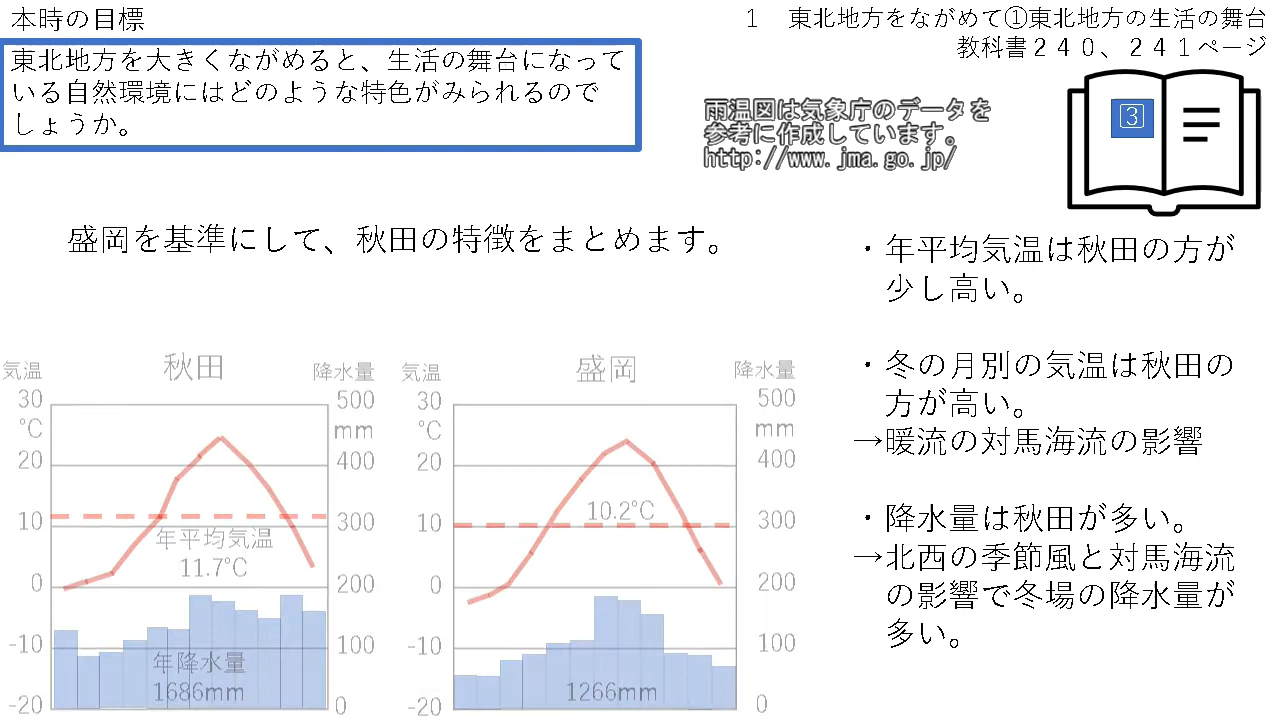 本時の目標
東北地方を大きくながめると、生活の舞台になって
いる自然環境にはどのような特色がみられるので
しょうか。
1　東北地方をながめて①東北地方の生活の舞台
教科書２４０、２４１ページ
3
雨温図は気象庁のデータを
参考に作成しています。
http://www.jma.go.jp/
盛岡を基準にして、秋田の特徴をまとめます。
・年平均気温は秋田の方が
少し高い。
・冬の月別の気温は秋田の
方が高い。
→暖流の対馬海流の影響
・降水量は秋田が多い。
→北西の季節風と対馬海流
の影響で冬場の降水量が
多い。
気温 秋田 降水量
30 500
℃ mm
20 400
10 300
年平均気温
11.7℃
0 200
-10 100
年降水量
1686mm
-20 0
気温 盛岡 降水量
30 500
℃ mm
20 400
10.2℃
10 300
0 200
-10 100
1266mm
-20 0